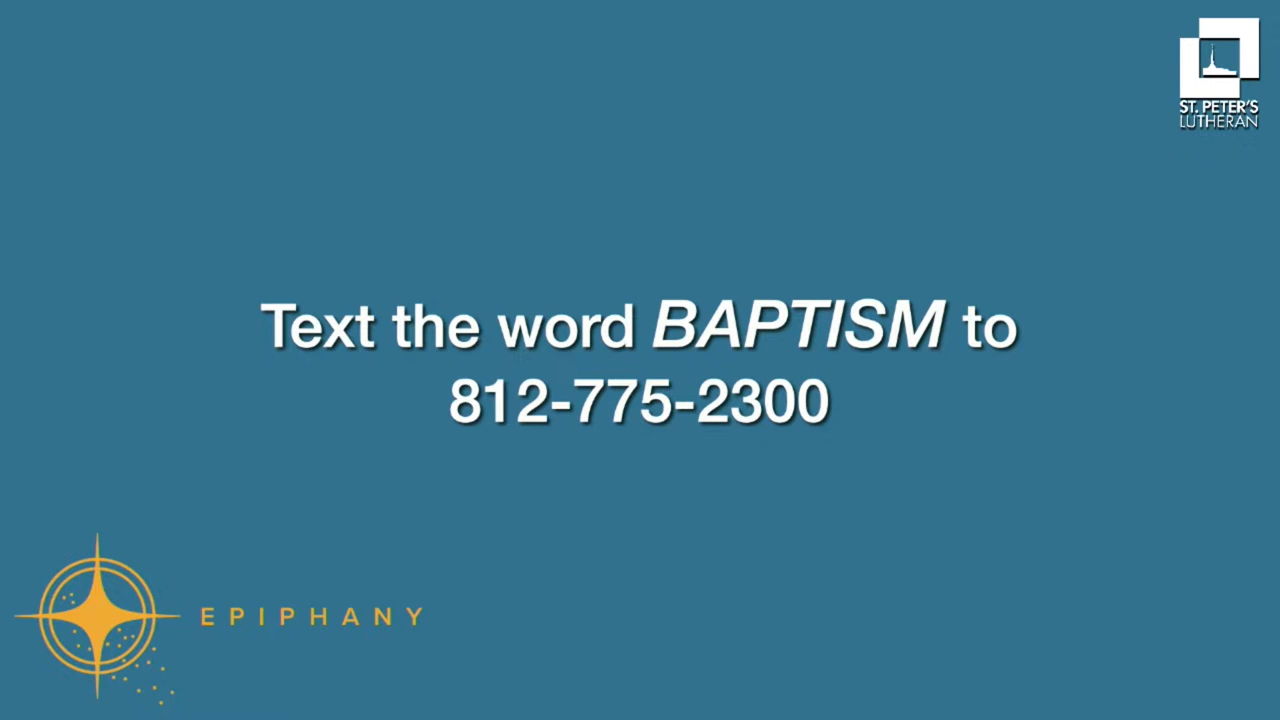 ST. PETER'S
LUTHERAN
Text the word BAPTISM to
812-775-2300
EPIPHANY